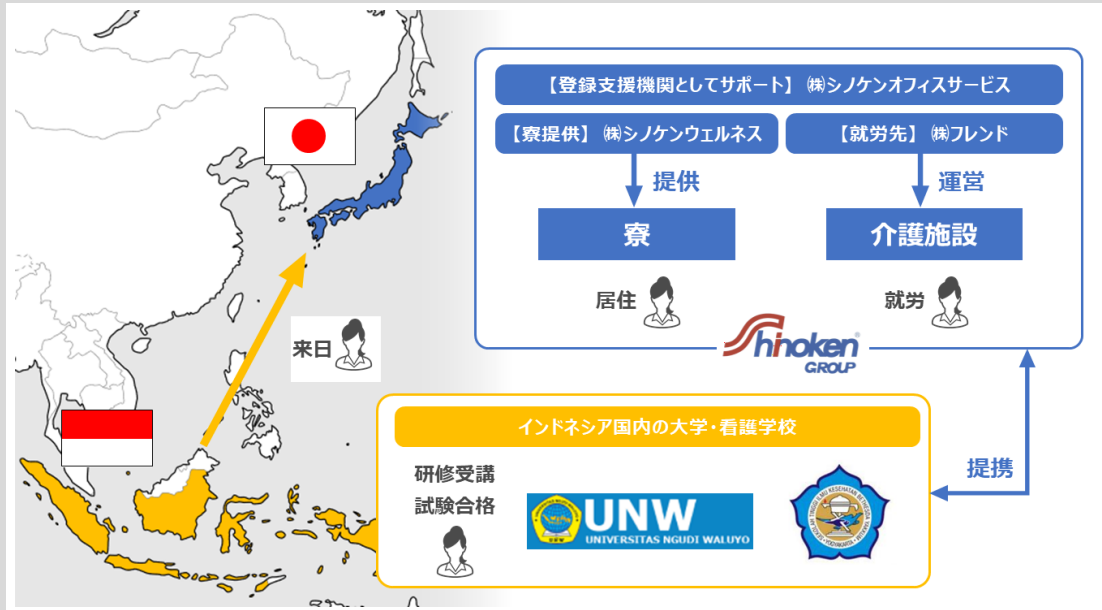 【登録支援機関としてサポート】 ㈱シノケンオフィスサービス
【寮提供】 ㈱シノケンウェルネス
【就労先】 ㈱フレンド
提供
運営
寮
介護施設
居住
就労
Shinoken
GROUP
来日
インドネシア国内の大学・看護学校
研修受講
試験合格
UNW
UNIVERSITAS NGUDI WALUYO
UNW
提携
YOGYAKARTA